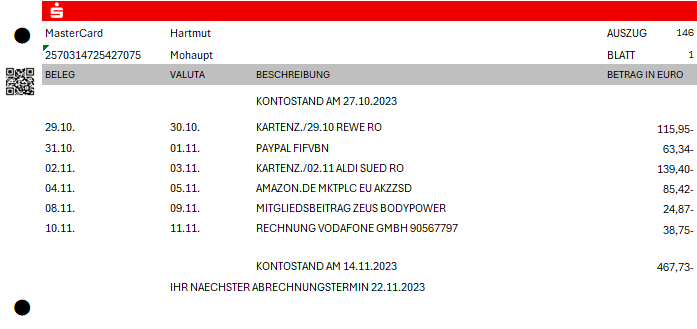 MasterCard Hartmut AUSZUG 146
2570314725427075 Mohaupt BLATT 1
BELEG VALUTA BESCHREIBUNG BETRAG IN EURO
KONTOSTAND AM 27.10.2023
29.10. 30.10. KARTENZ./29.10 REWE RO 115,95-
31.10. 01.11. PAYPAL FIFVBN 63,34-
02.11. 03.11. KARTENZ./02.11 ALDI SUED RO 139,40-
04.11. 05.11. AMAZON.DE MKTPLC EU AKZZSD 85,42-
08.11. 09.11. MITGLIEDSBEITRAG ZEUS BODYPOWER 24,87-
10.11. 11.11. RECHNUNG VODAFONE GMBH 90567797 38,75-
KONTOSTAND AM 14.11.2023 467,73-
IHR NAECHSTER ABRECHNUNGSTERMIN 22.11.2023